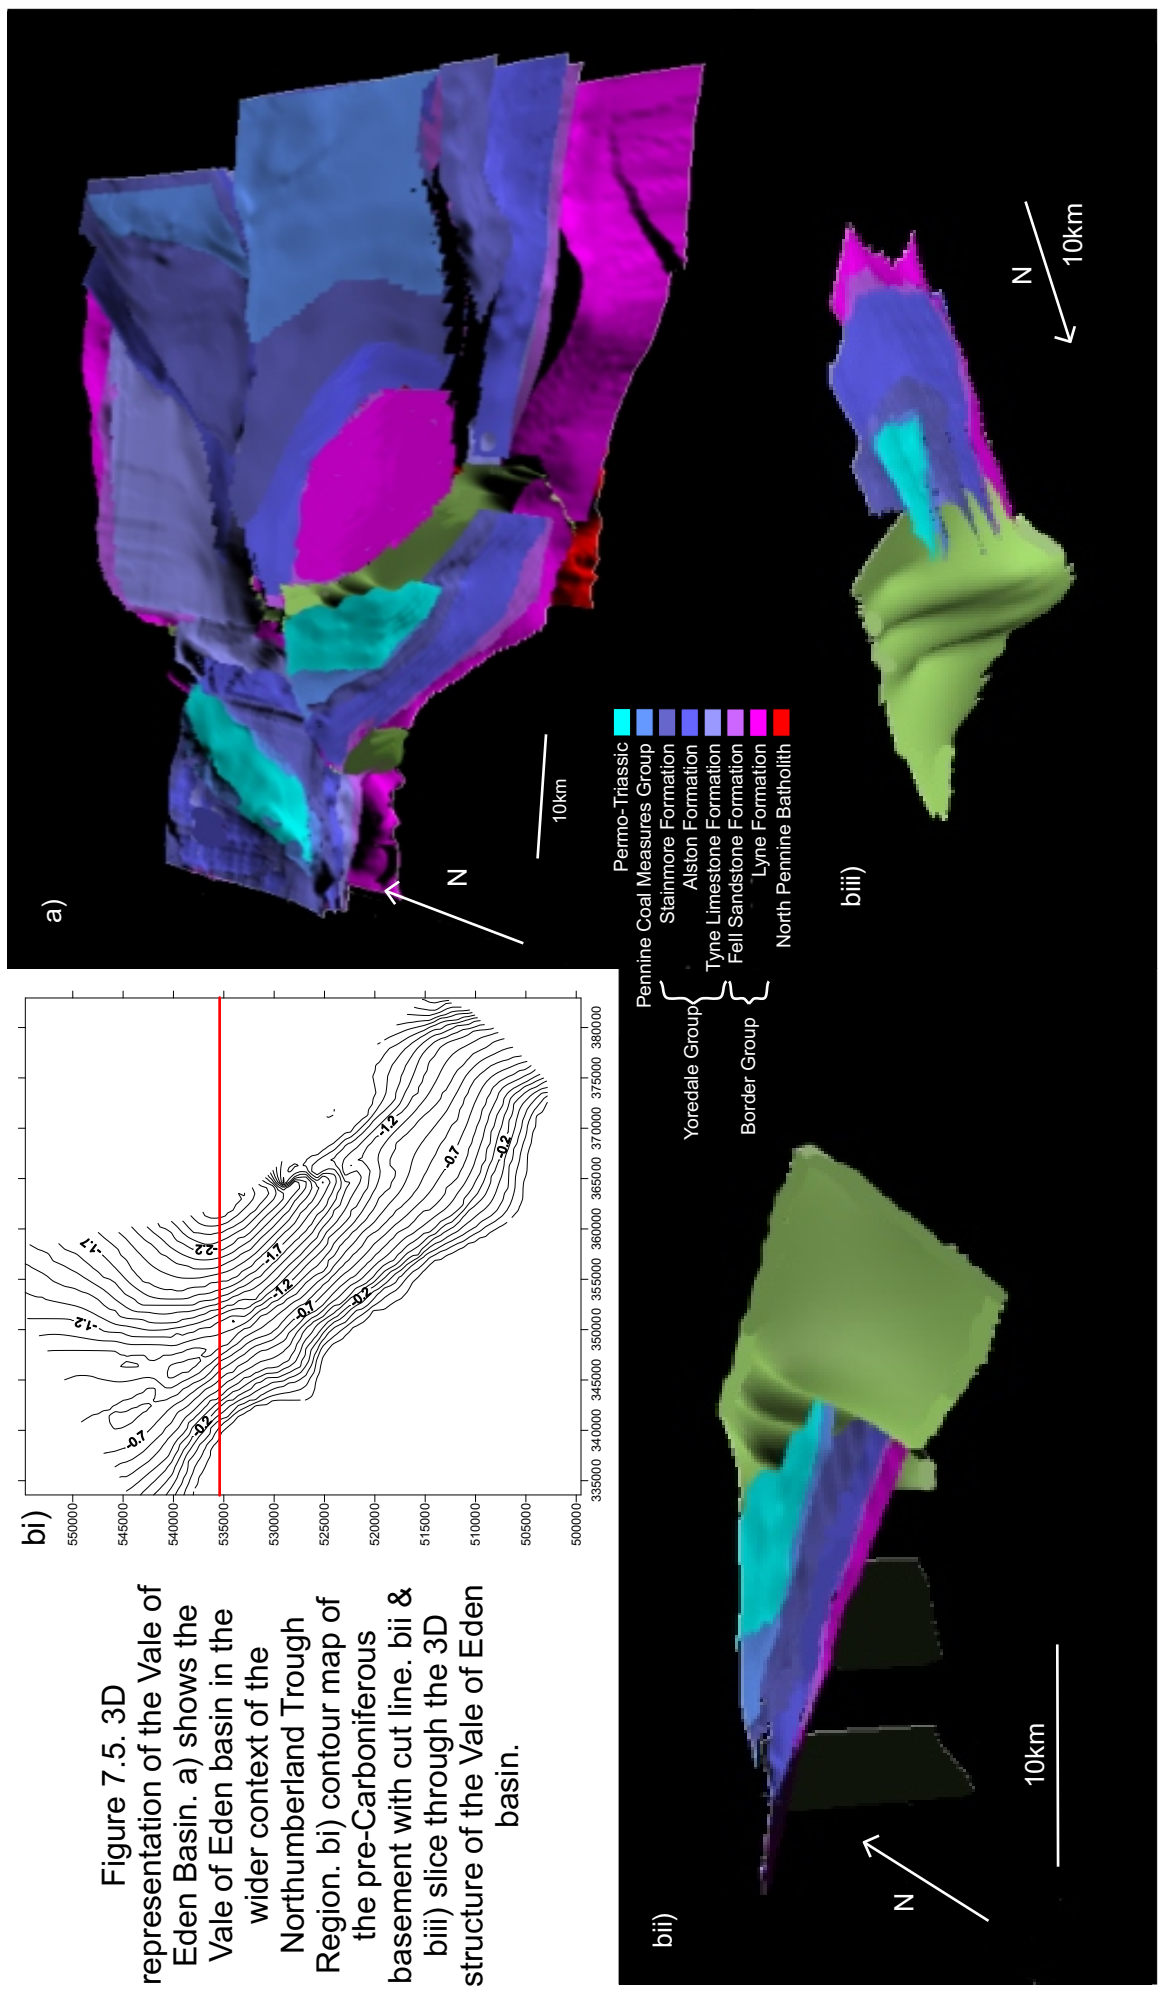 Figure 7.5. 3D
representation of the Vale of
Eden Basin. a) shows the
Vale of Eden basin in the
wider context of the
Northumberland Trough
Region. bi) contour map of
the pre-Carboniferous
basement with cut line. bii &
biii) slice through the 3D
structure of the Vale of Eden
basin.
bi)
550000
545000
540000
535000
530000
525000
520000
515000
510000
505000
500000
335000 340000 345000 350000 355000 360000 365000 370000 375000 380000
-0.7
-0.2
-1.2
-1.7
-2.2
-1.7
-1.2
-0.7
-0.2
-1.2
-0.7
-0.2
a)
N
10km
Permo-Triassic
Pennine Coal Measures Group
Stainmore Formation
Alston Formation
Tyne Limestone Formation
Fell Sandstone Formation
Lyne Formation
North Pennine Batholith
Yoredale Group
Border Group
bii)
N
10km
biii)
N
10km